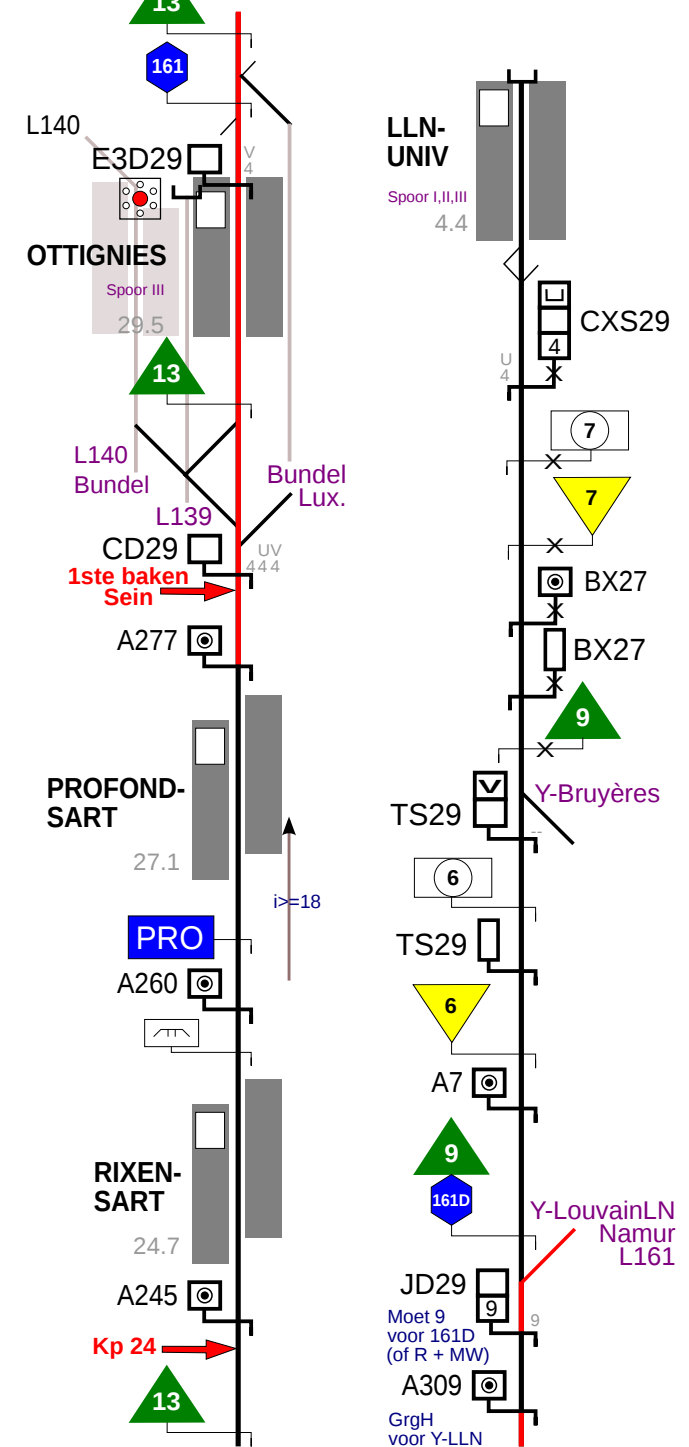 13
161
L140
E3D29
V
4
OTTIGNIES
Spoor III
29.5
13
L140
Bundel
L139
Bundel
Lux.
CD29
UV
444
1ste baken
Sein
A277
PROFOND-
SART
27.1
i>=18
PRO
A260
RIXEN-
SART
24.7
A245
Kp 24
13
LLN-
UNIV
Spoor I,II,III
4.4
CXS29
4
U
4
7
7
BX27
BX27
9
V
TS29
Y-Bruyères
--
6
TS29
6
A7
9
161D
Y-LouvainLN
Namur
L161
JD29
9
9
Moet 9
voor 161D
(of R + MW)
A309
GrgH
voor Y-LLN